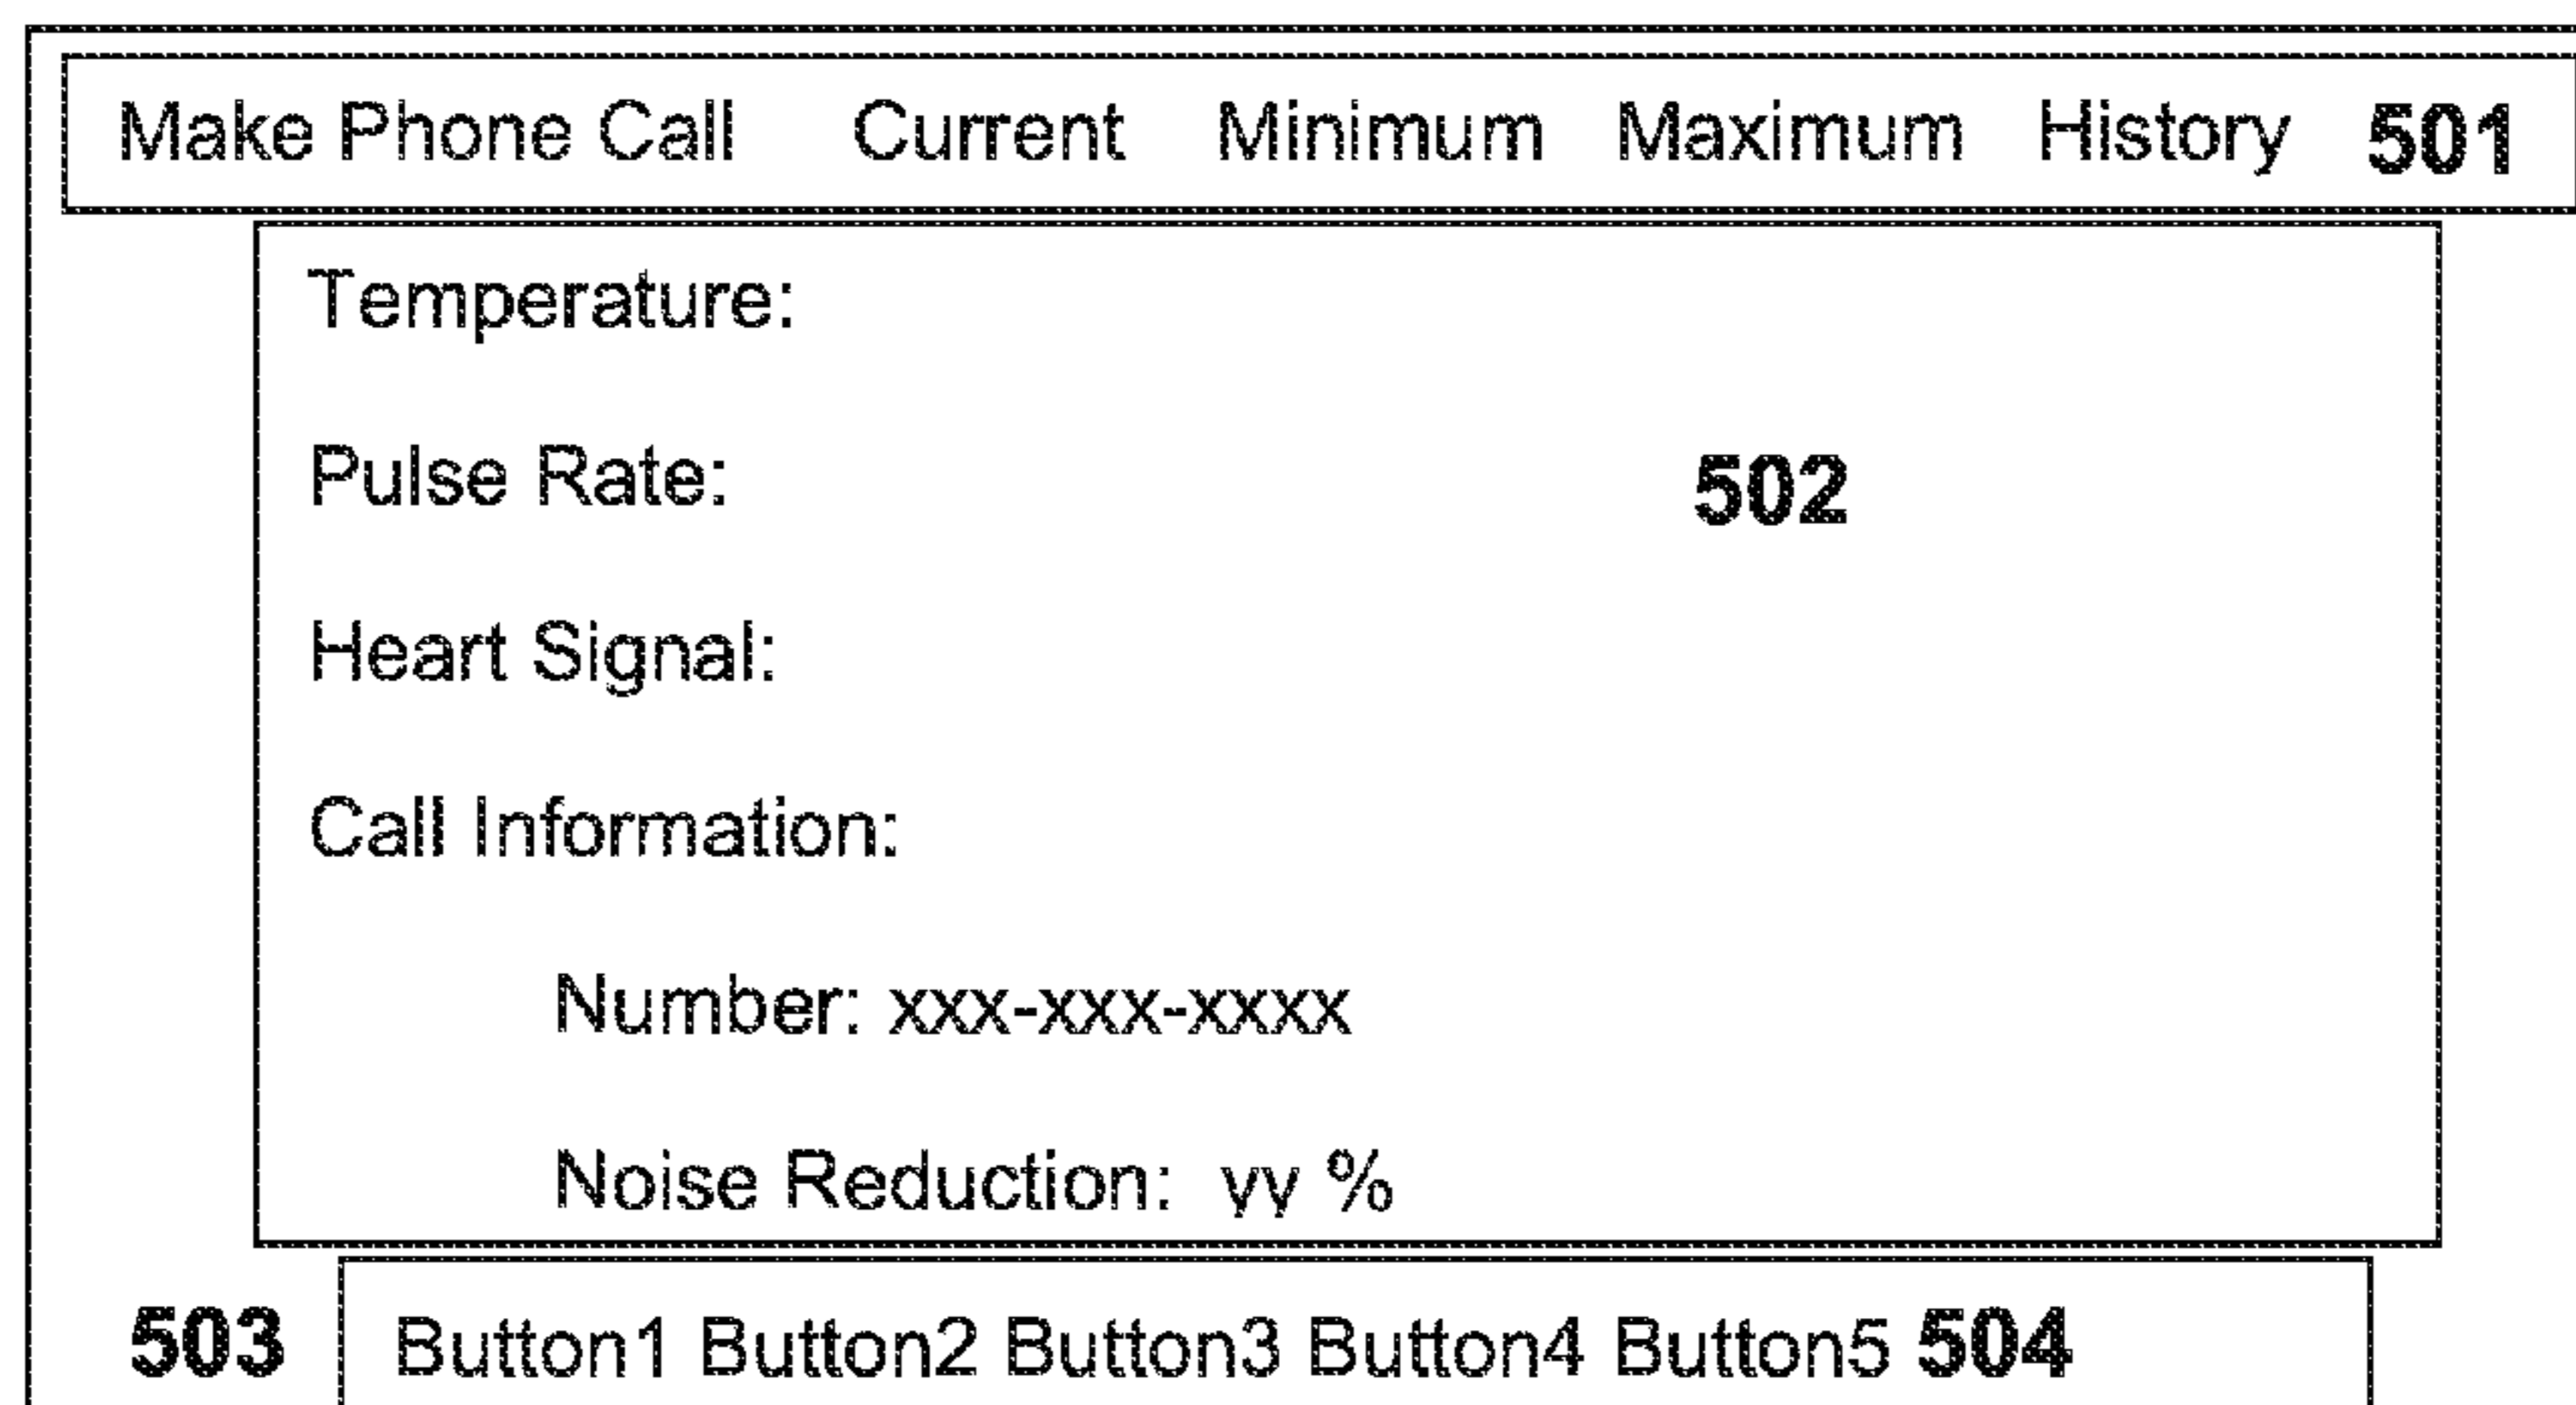 Make Phone Call Current Minimum Maximum History 501
Temperature:
Pulse Rate: 502
Heart Signal:
Call Information:
Number: xxx-xxx-xxxx
Noise Reduction: yy %
503 Button1 Button2 Button3 Button4 Button5 504